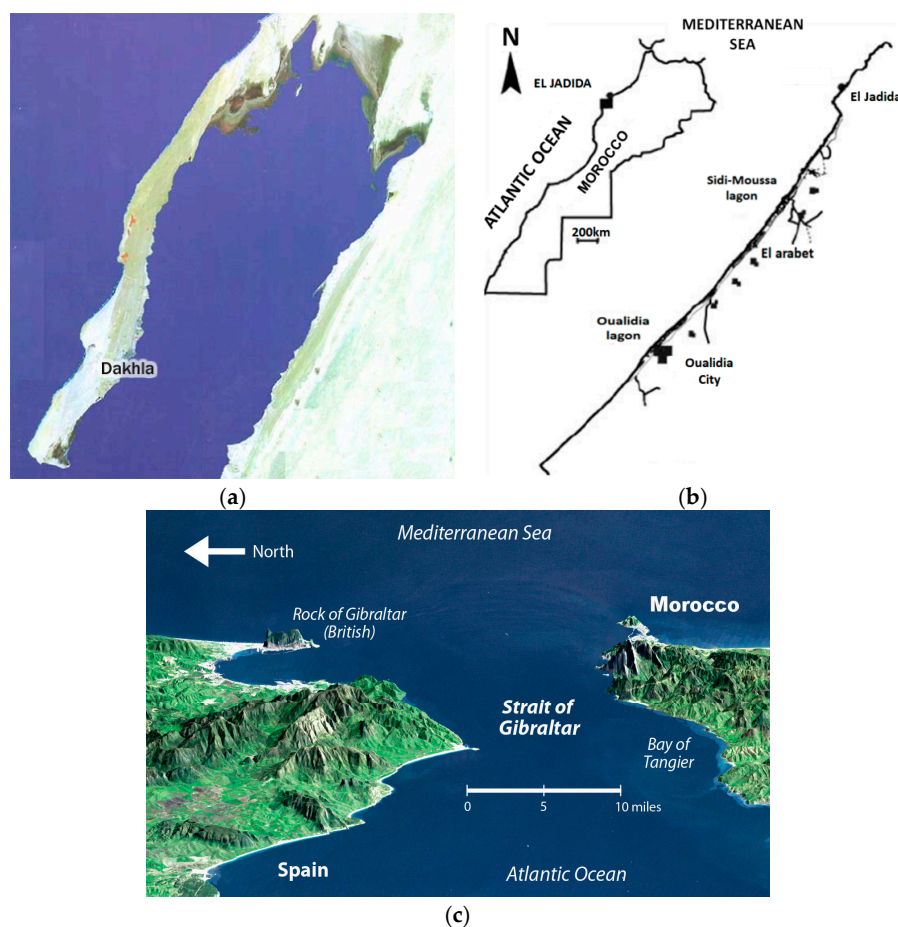 Dakhla
(a)
MEDITERRANEAN
SEA
N
EL JADIDA
El Jadida
ATLANTIC OCEAN
MOROCCO
Sidi-Moussa
lagon
200km
El arabet
Oualidia
lagon
Oualidia
City
(b)
Mediterranean Sea
North
Rock of Gibraltar
(British)
Morocco
Strait of
Gibraltar
Bay of
Tangier
0 5 10 miles
Spain
Atlantic Ocean
(c)